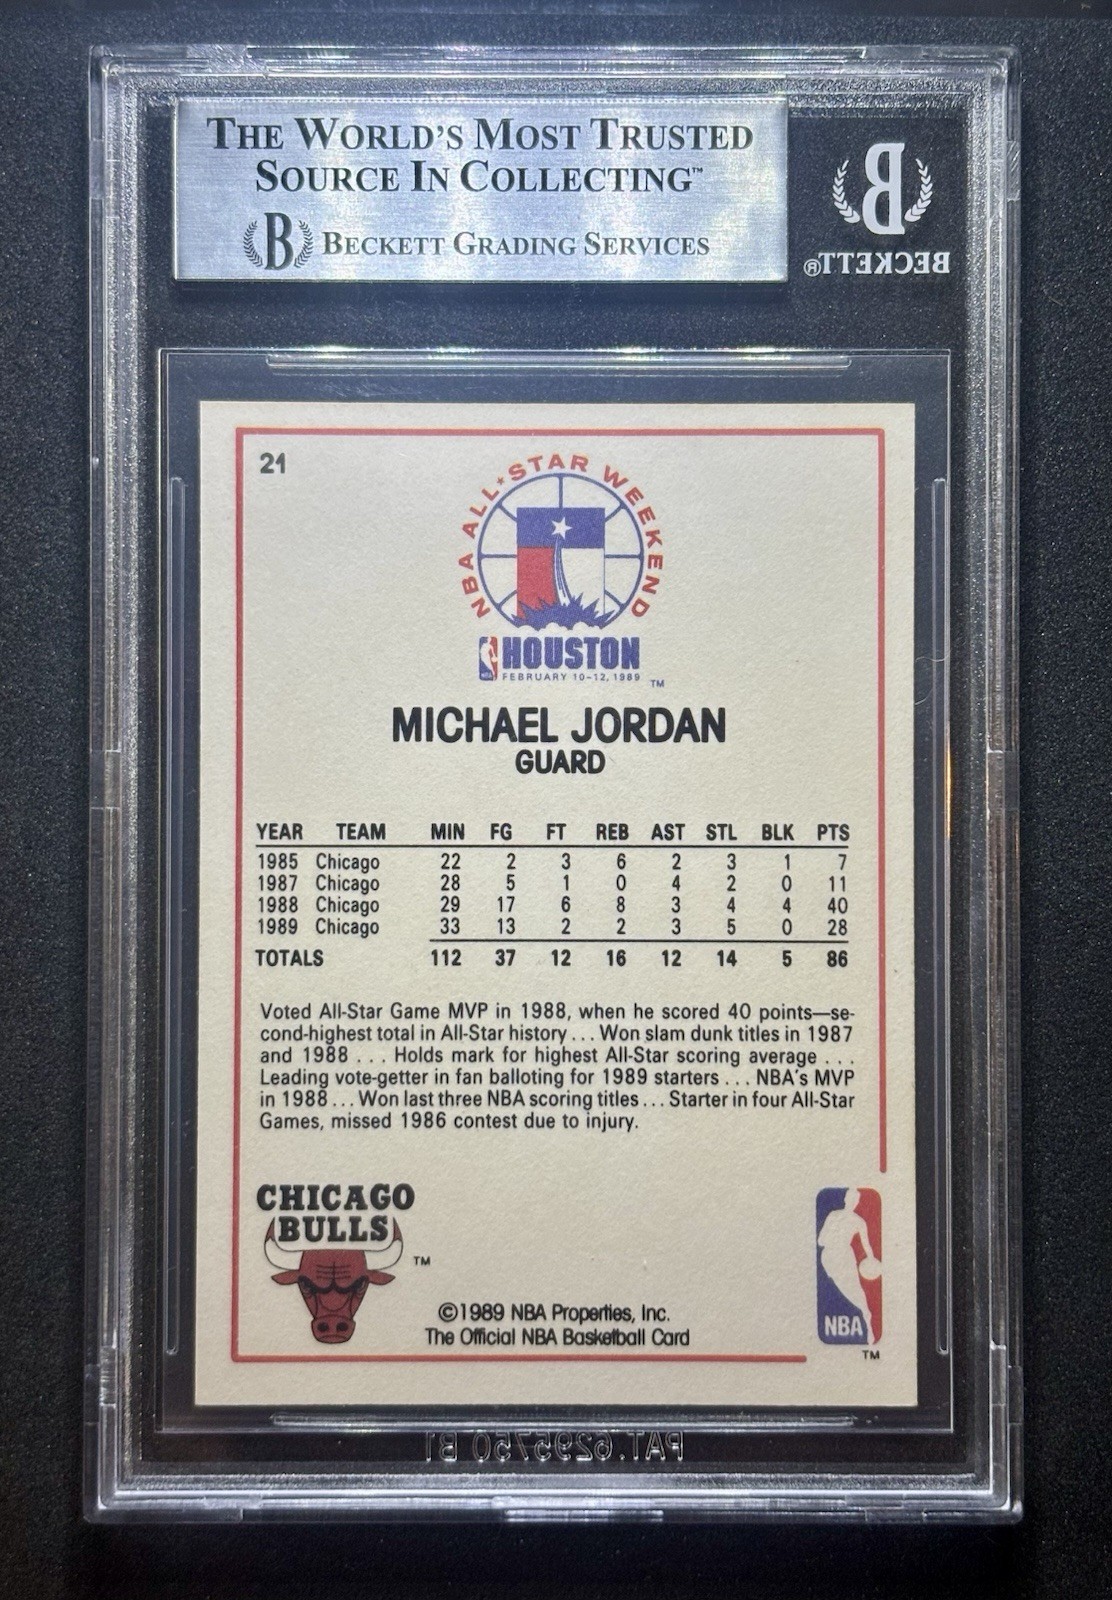 THE WORLD'S MOST TRUSTED
SOURCE IN COLLECTING™
B BECKETT GRADING SERVICES
B
BECKETT®
21
NBA ALL★STAR WEEKEND
NBA HOUSTON
FEBRUARY 10-12, 1989 TM
MICHAEL JORDAN
GUARD
YEAR TEAM MIN FG FT REB AST STL BLK PTS
1985 Chicago 22 2 3 6 2 3 1 7
1987 Chicago 28 5 1 0 4 2 0 11
1988 Chicago 29 17 6 8 3 4 4 40
1989 Chicago 33 13 2 2 3 5 0 28
TOTALS 112 37 12 16 12 14 5 86
Voted All-Star Game MVP in 1988, when he scored 40 points—se-
cond-highest total in All-Star history . . . Won slam dunk titles in 1987
and 1988 . . . Holds mark for highest All-Star scoring average . . .
Leading vote-getter in fan balloting for 1989 starters . . . NBA's MVP
in 1988 . . . Won last three NBA scoring titles . . . Starter in four All-Star
Games, missed 1986 contest due to injury.
CHICAGO
BULLS
TM
©1989 NBA Properties, Inc.
The Official NBA Basketball Card
NBA
TM
PAT.6295750 B1